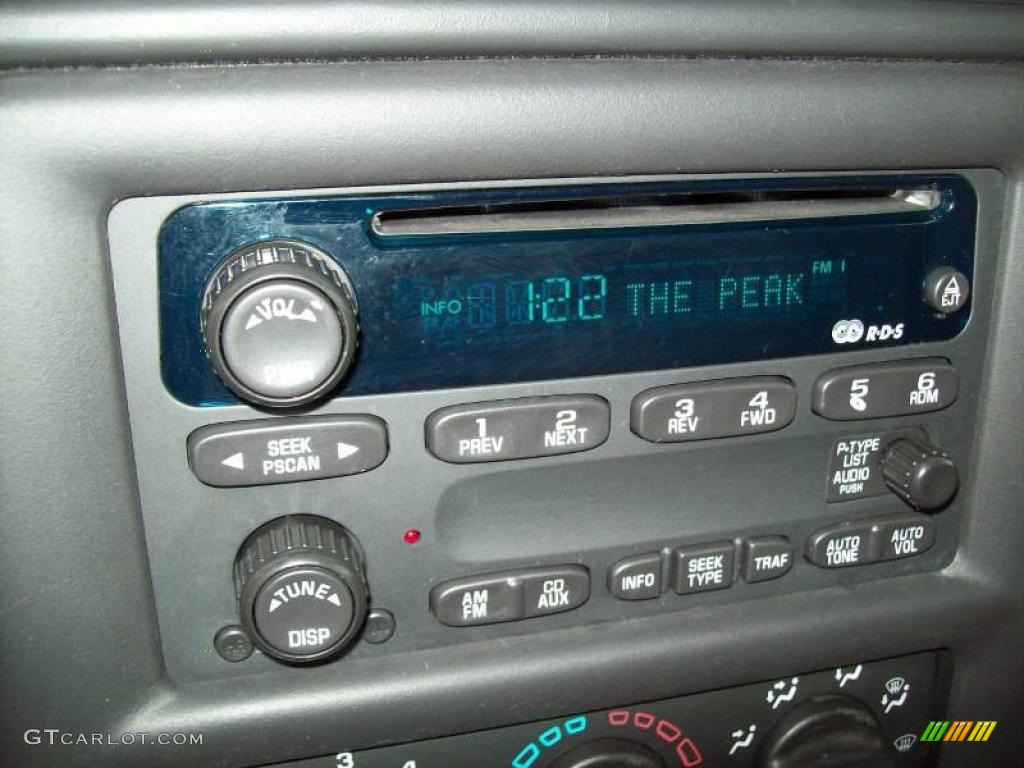 VOL
PWR
INFO 1:22 THE PEAK FM 1
EJT
R·D·S
SEEK
PSCAN
1 PREV
2 NEXT
3 REV
4 FWD
5
6 RDM
P-TYPE
LIST
AUDIO
PUSH
TUNE
DISP
AM
FM
CD
AUX
INFO
SEEK
TYPE
TRAF
AUTO
TONE
AUTO
VOL
3 4
GTCARLOT.COM